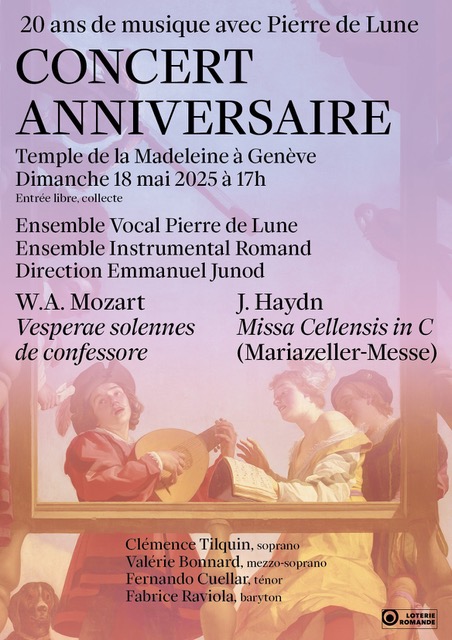 20 ans de musique avec Pierre de Lune
CONCERT
ANNIVERSAIRE
Temple de la Madeleine à Genève
Dimanche 18 mai 2025 à 17h
Entrée libre, collecte
Ensemble Vocal Pierre de Lune
Ensemble Instrumental Romand
Direction Emmanuel Junod
W.A. Mozart
Vesperae solennes
de confessore
J. Haydn
Missa Cellensis in C
(Mariazeller-Messe)
Clémence Tilquin, soprano
Valérie Bonnard, mezzo-soprano
Fernando Cuellar, ténor
Fabrice Raviola, baryton
LOTERIE
ROMANDE